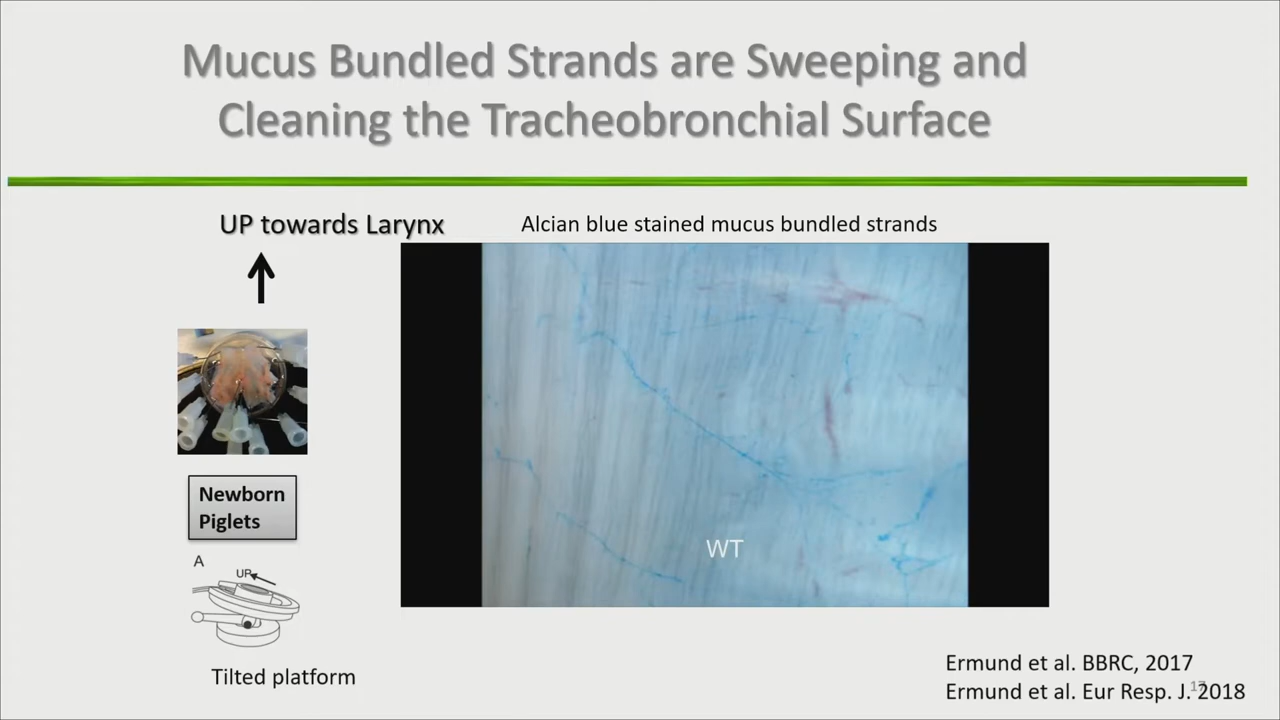 Mucus Bundled Strands are Sweeping and
Cleaning the Tracheobronchial Surface
UP towards Larynx
Alcian blue stained mucus bundled strands
WT
Newborn
Piglets
A
UP
Tilted platform
Ermund et al. BBRC, 2017
Ermund et al. Eur Resp. J. 2018
17